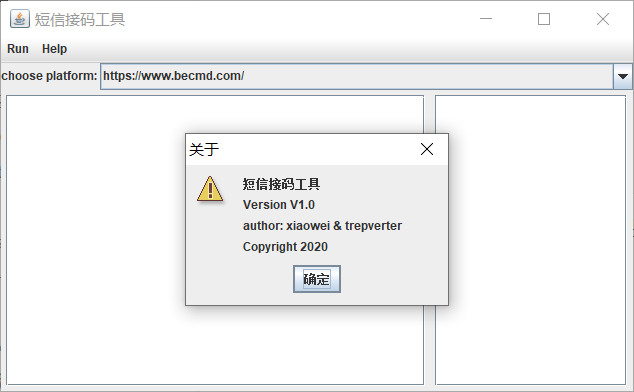 短信接码工具
Run Help
choose platform: https://www.becmd.com/
关于
短信接码工具
Version V1.0
author: xiaowei & trepverter
Copyright 2020
确定